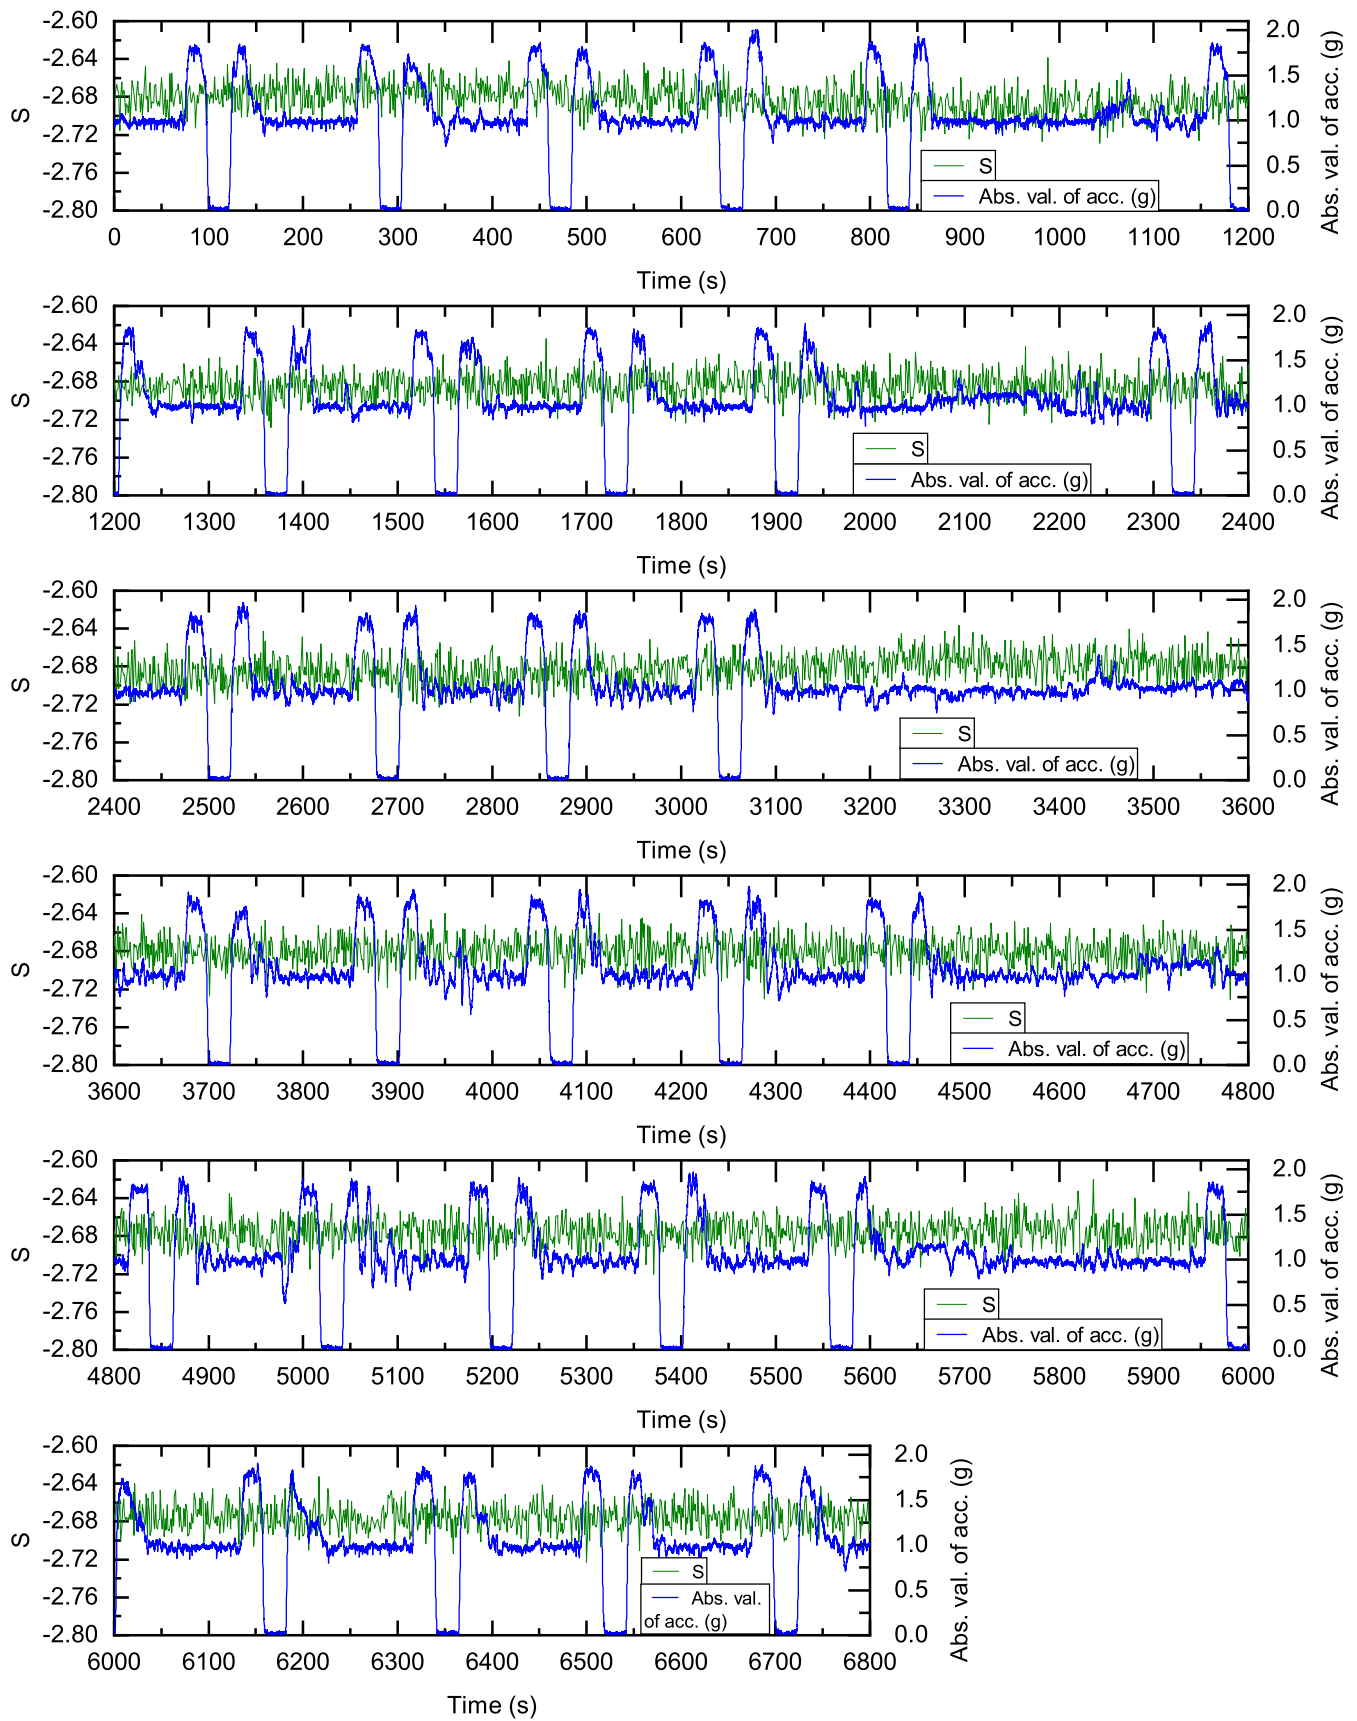 -2.60
-2.64
-2.68
-2.72
-2.76
-2.80
S
2.0
1.5
1.0
0.5
0.0
Abs. val. of acc. (g)
S
Abs. val. of acc. (g)
0 100 200 300 400 500 600 700 800 900 1000 1100 1200
Time (s)
-2.60
-2.64
-2.68
-2.72
-2.76
-2.80
S
2.0
1.5
1.0
0.5
0.0
Abs. val. of acc. (g)
S
Abs. val. of acc. (g)
1200 1300 1400 1500 1600 1700 1800 1900 2000 2100 2200 2300 2400
Time (s)
-2.60
-2.64
-2.68
-2.72
-2.76
-2.80
S
2.0
1.5
1.0
0.5
0.0
Abs. val. of acc. (g)
S
Abs. val. of acc. (g)
2400 2500 2600 2700 2800 2900 3000 3100 3200 3300 3400 3500 3600
Time (s)
-2.60
-2.64
-2.68
-2.72
-2.76
-2.80
S
2.0
1.5
1.0
0.5
0.0
Abs. val. of acc. (g)
S
Abs. val. of acc. (g)
3600 3700 3800 3900 4000 4100 4200 4300 4400 4500 4600 4700 4800
Time (s)
-2.60
-2.64
-2.68
-2.72
-2.76
-2.80
S
2.0
1.5
1.0
0.5
0.0
Abs. val. of acc. (g)
S
Abs. val. of acc. (g)
4800 4900 5000 5100 5200 5300 5400 5500 5600 5700 5800 5900 6000
Time (s)
-2.60
-2.64
-2.68
-2.72
-2.76
-2.80
S
2.0
1.5
1.0
0.5
0.0
Abs. val. of acc. (g)
S
Abs. val.
of acc. (g)
6000 6100 6200 6300 6400 6500 6600 6700 6800
Time (s)